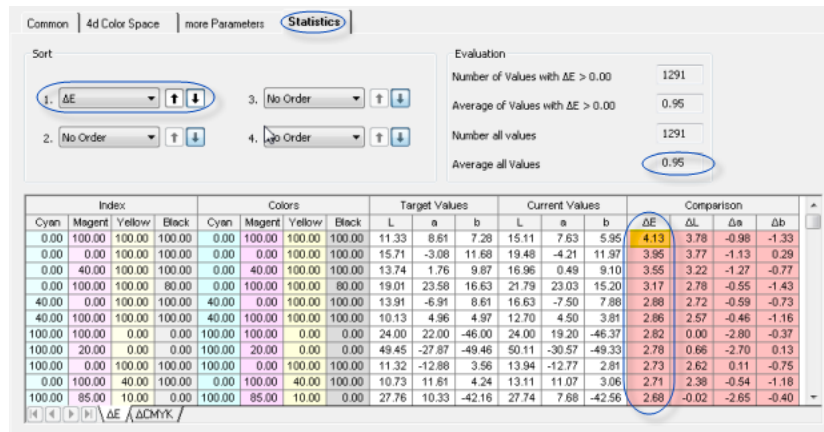 Common 4d Color Space more Parameters Statistics
Sort
Evaluation
Number of Values with ΔE > 0.00 1291
1. ΔE 3. No Order
Average of Values with ΔE > 0.00 0.95
2. No Order 4. No Order
Number all values 1291
Average all Values 0.95
Index Colors Target Values Current Values Comparison
Cyan Magent Yellow Black Cyan Magent Yellow Black L a b L a b ΔE ΔL Δa Δb
0.00 100.00 100.00 100.00 0.00 100.00 100.00 100.00 11.33 8.61 7.28 15.11 7.63 5.95 4.13 3.78 -0.98 -1.33
0.00 0.00 100.00 100.00 0.00 0.00 100.00 100.00 15.71 -3.08 11.68 19.48 -4.21 11.97 3.95 3.77 -1.13 0.29
0.00 40.00 100.00 100.00 0.00 40.00 100.00 100.00 13.74 1.76 9.87 16.96 0.49 9.10 3.55 3.22 -1.27 -0.77
0.00 100.00 100.00 80.00 0.00 100.00 100.00 80.00 19.01 23.58 16.63 21.79 23.03 15.20 3.17 2.78 -0.55 -1.43
40.00 0.00 100.00 100.00 40.00 0.00 100.00 100.00 13.91 -6.91 8.61 16.63 -7.50 7.88 2.88 2.72 -0.59 -0.73
40.00 100.00 100.00 100.00 40.00 100.00 100.00 100.00 10.13 4.96 4.97 12.70 4.50 3.81 2.86 2.57 -0.46 -1.16
100.00 100.00 0.00 0.00 100.00 100.00 0.00 0.00 24.00 22.00 -46.00 24.00 19.20 -46.37 2.82 0.00 -2.80 -0.37
100.00 20.00 0.00 0.00 100.00 20.00 0.00 0.00 49.45 -27.87 -49.46 50.11 -30.57 -49.33 2.78 0.66 -2.70 0.13
100.00 0.00 100.00 100.00 100.00 0.00 100.00 100.00 11.32 -12.88 3.56 13.94 -12.77 2.81 2.73 2.62 0.11 -0.75
0.00 100.00 40.00 100.00 0.00 100.00 40.00 100.00 10.73 11.61 4.24 13.11 11.07 3.06 2.71 2.38 -0.54 -1.18
100.00 85.00 10.00 0.00 100.00 85.00 10.00 0.00 27.76 10.33 -42.16 27.74 7.68 -42.56 2.68 -0.02 -2.65 -0.40
ΔE ΔCMYK